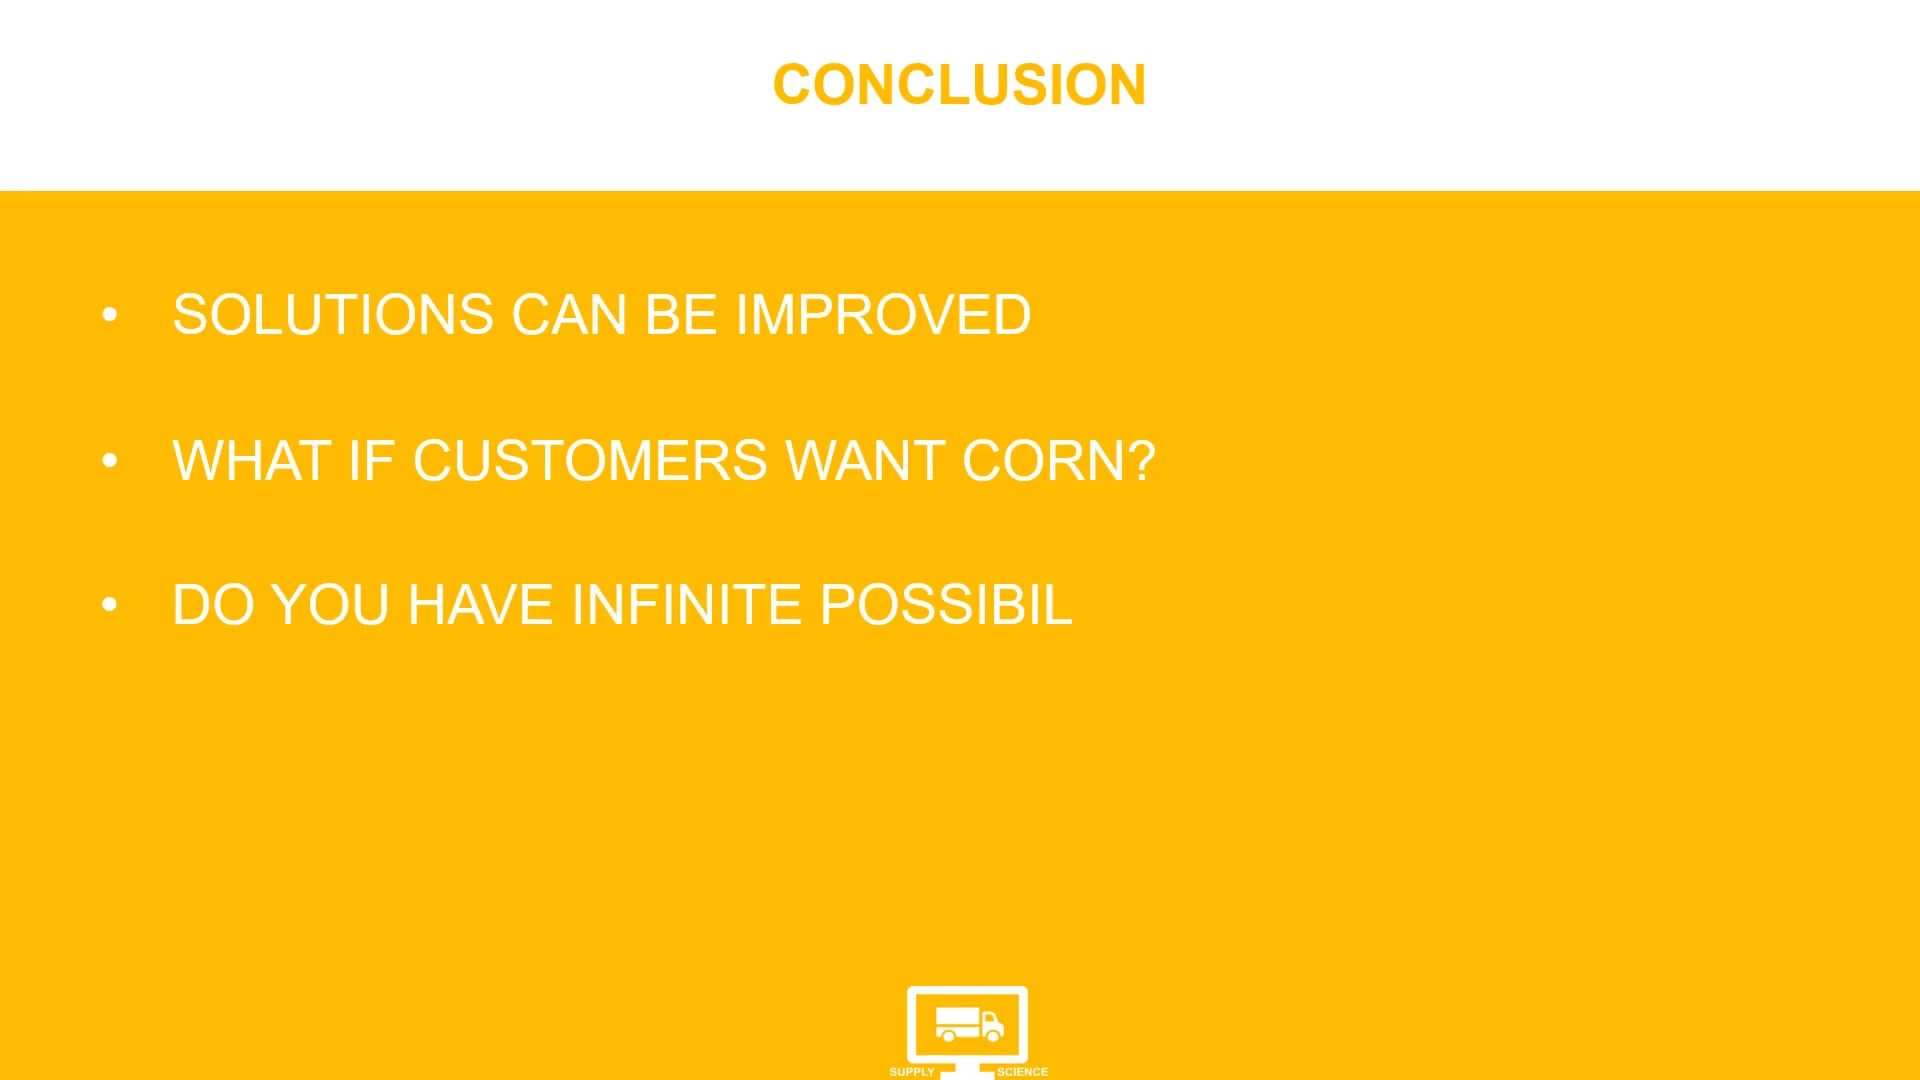 CONCLUSION
• SOLUTIONS CAN BE IMPROVED
• WHAT IF CUSTOMERS WANT CORN?
• DO YOU HAVE INFINITE POSSIBIL
SUPPLY SCIENCE